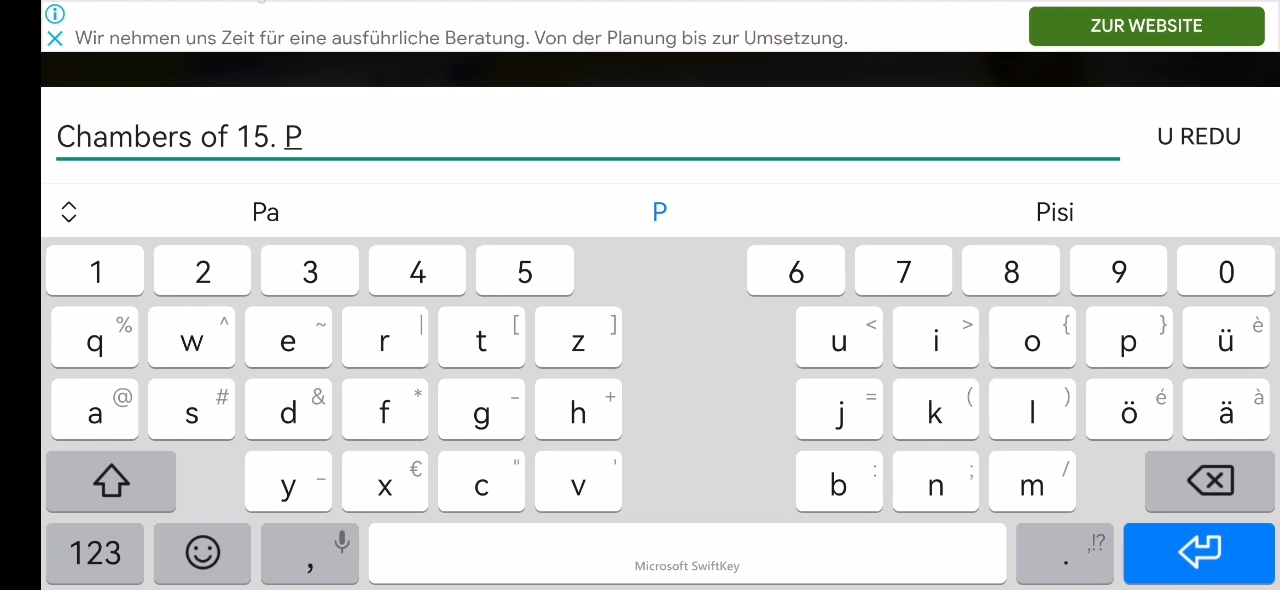 Wir nehmen uns Zeit für eine ausführliche Beratung. Von der Planung bis zur Umsetzung.
ZUR WEBSITE
Chambers of 15. P
U REDU
Pa P Pisi
1 2 3 4 5 6 7 8 9 0
q % w ^ e ~ r | t [ z ] u < i > o { p } ü è
a @ s # d & f * g - h + j = k ( l ) ö é ä à
y _ x € c " v ' b : n ; m /
123 , Microsoft SwiftKey . ,!?